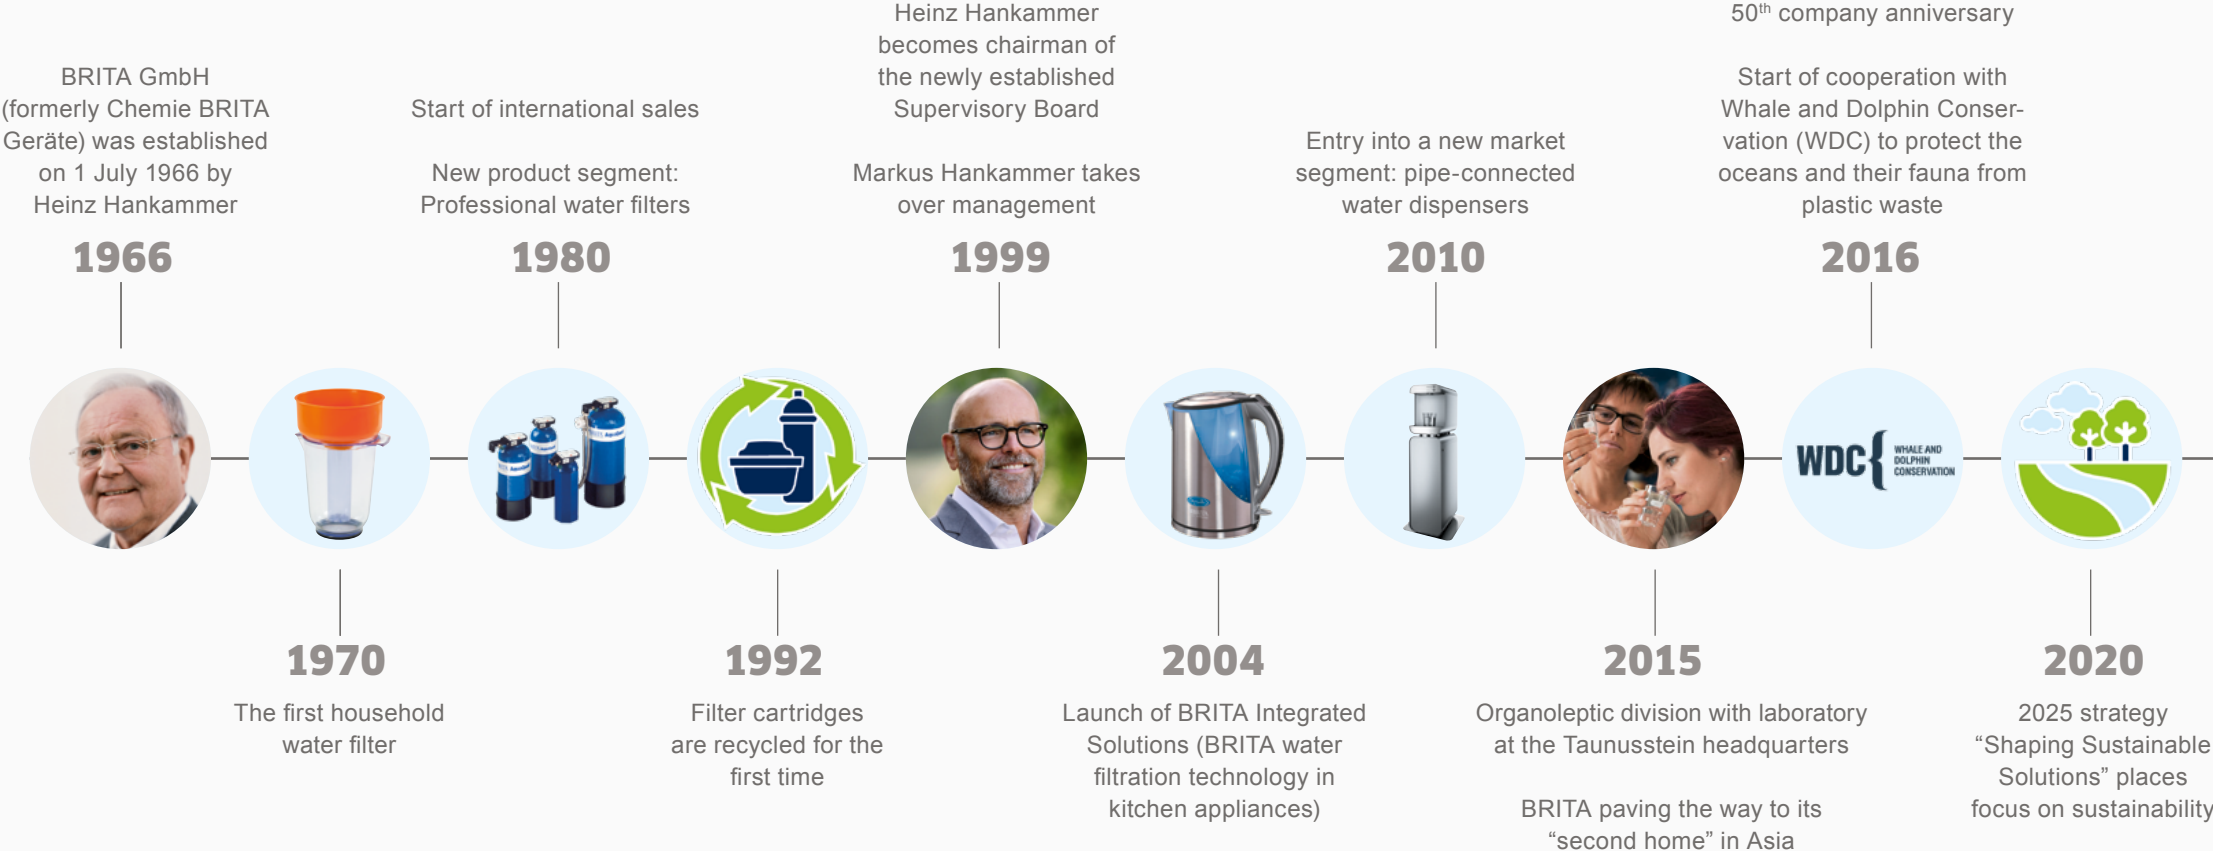 BRITA GmbH
(formerly Chemie BRITA
Geräte) was established
on 1 July 1966 by
Heinz Hankammer
1966
The first household
water filter
1970
Start of international sales
New product segment:
Professional water filters
1980
Filter cartridges
are recycled for the
first time
1992
Heinz Hankammer
becomes chairman of
the newly established
Supervisory Board
Markus Hankammer takes
over management
1999
2004
Launch of BRITA Integrated
Solutions (BRITA water
filtration technology in
kitchen appliances)
Entry into a new market
segment: pipe-connected
water dispensers
2010
2015
Organoleptic division with laboratory
at the Taunusstein headquarters
BRITA paving the way to its
“second home” in Asia
50th company anniversary
Start of cooperation with
Whale and Dolphin Conser-
vation (WDC) to protect the
oceans and their fauna from
plastic waste
2016
WDC
WHALE AND
DOLPHIN
CONSERVATION
2020
2025 strategy
“Shaping Sustainable
Solutions” places
focus on sustainability